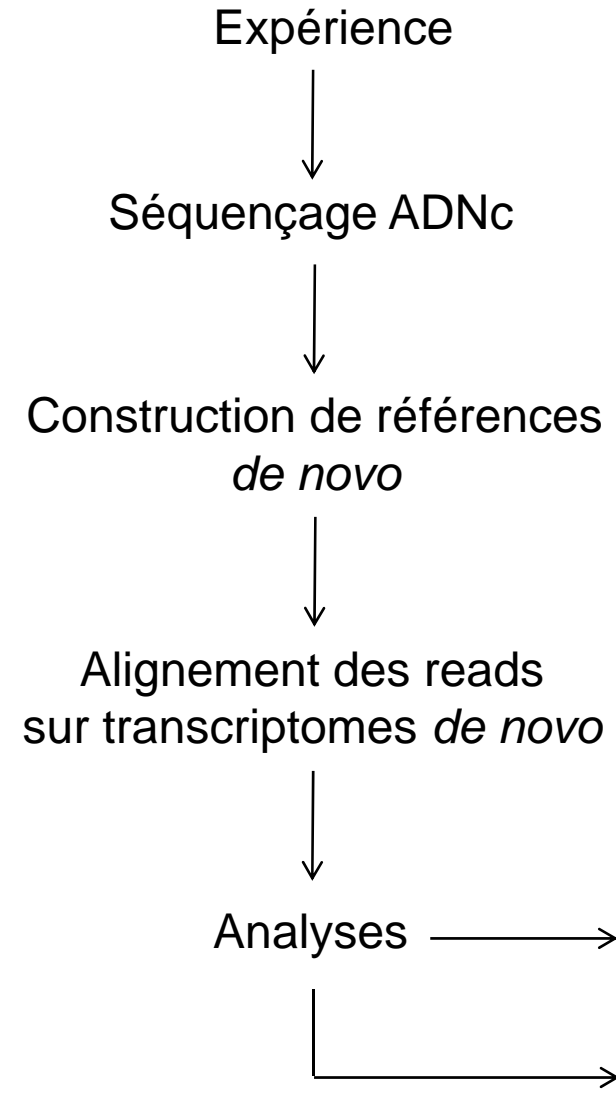 Expérience
Séquençage ADNc
Construction de références
de novo
Alignement des reads
sur transcriptomes de novo
Analyses